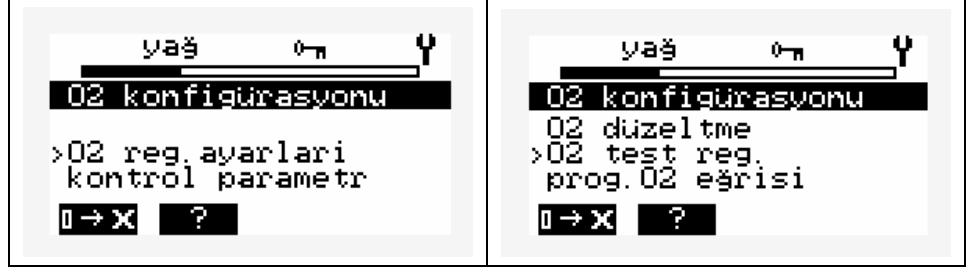 yağ
O2 konfigürasyonu
>O2 reg.ayarlari
kontrol parametr
▯→X ?
yağ
O2 konfigürasyonu
O2 düzeltme
>O2 test reg.
prog.O2 eğrisi
▯→X ?